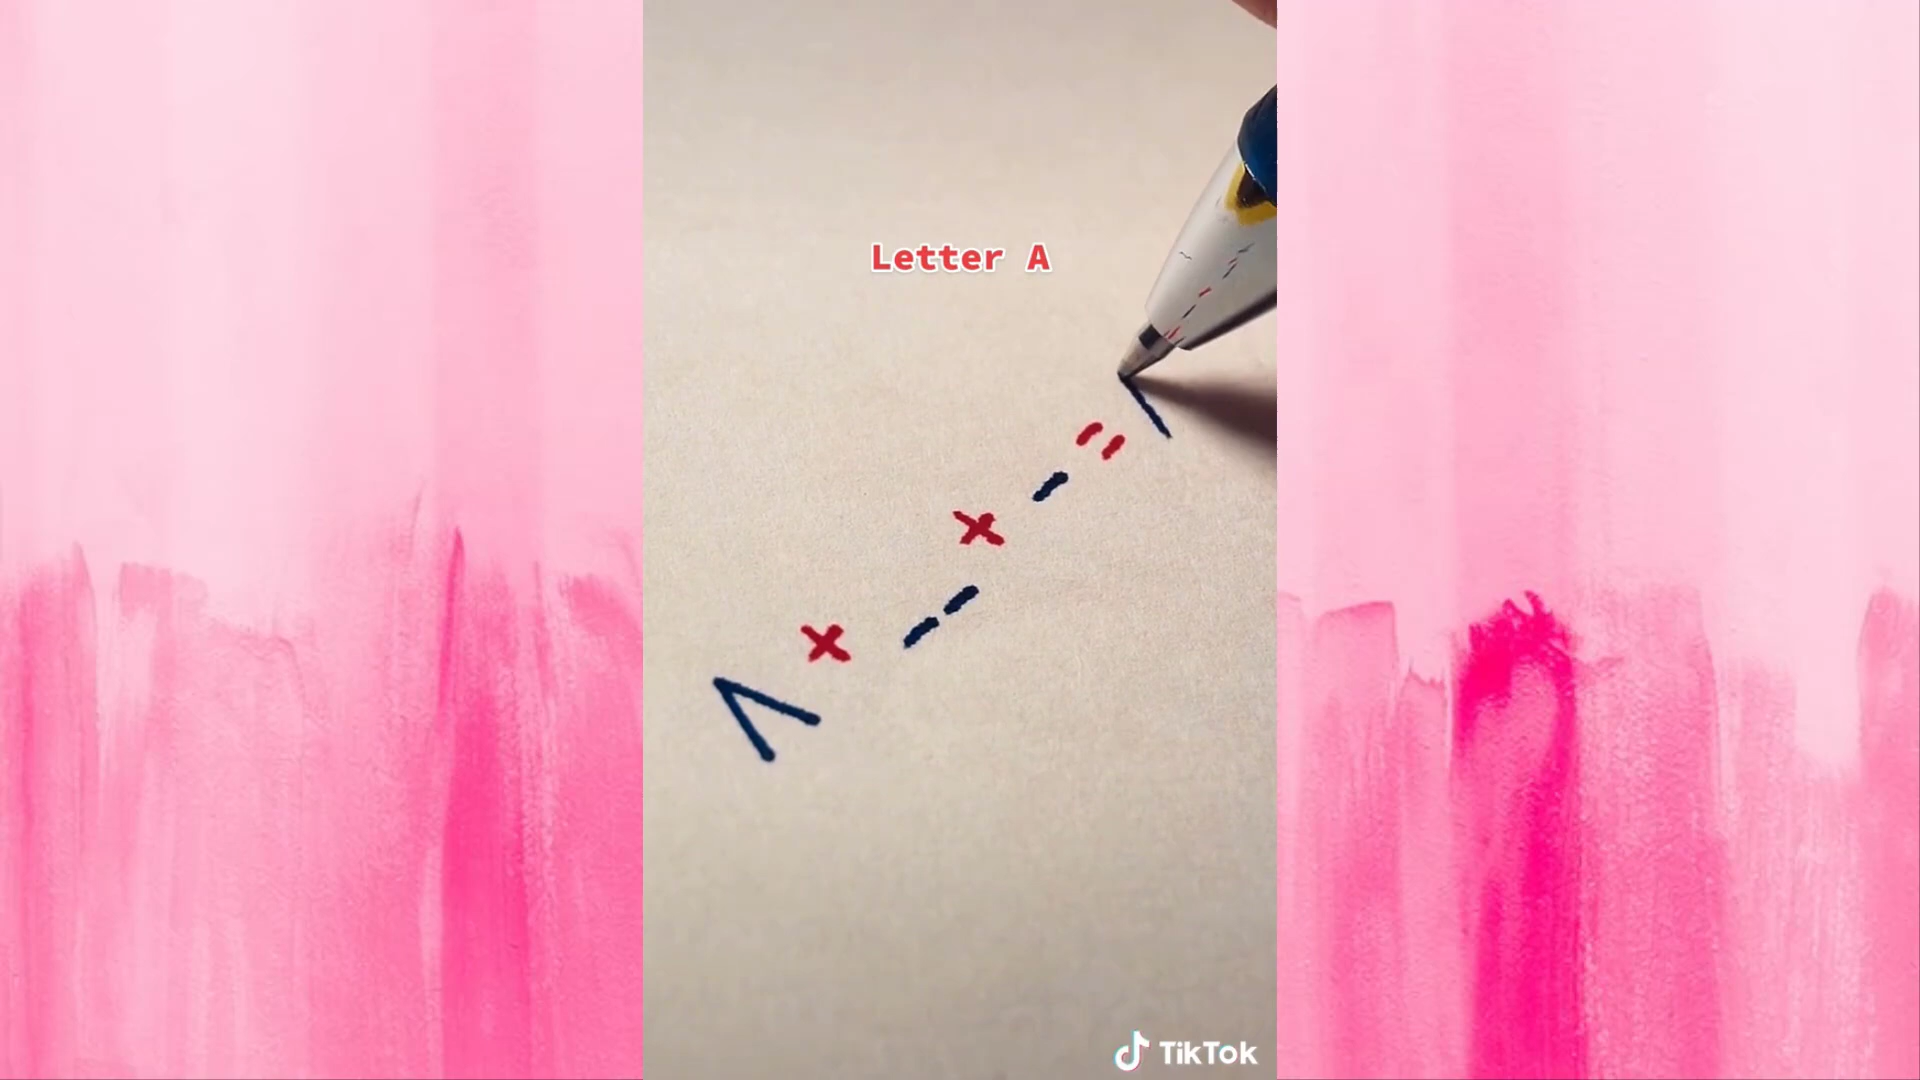 Letter A
Λ × - - × - =
TikTok